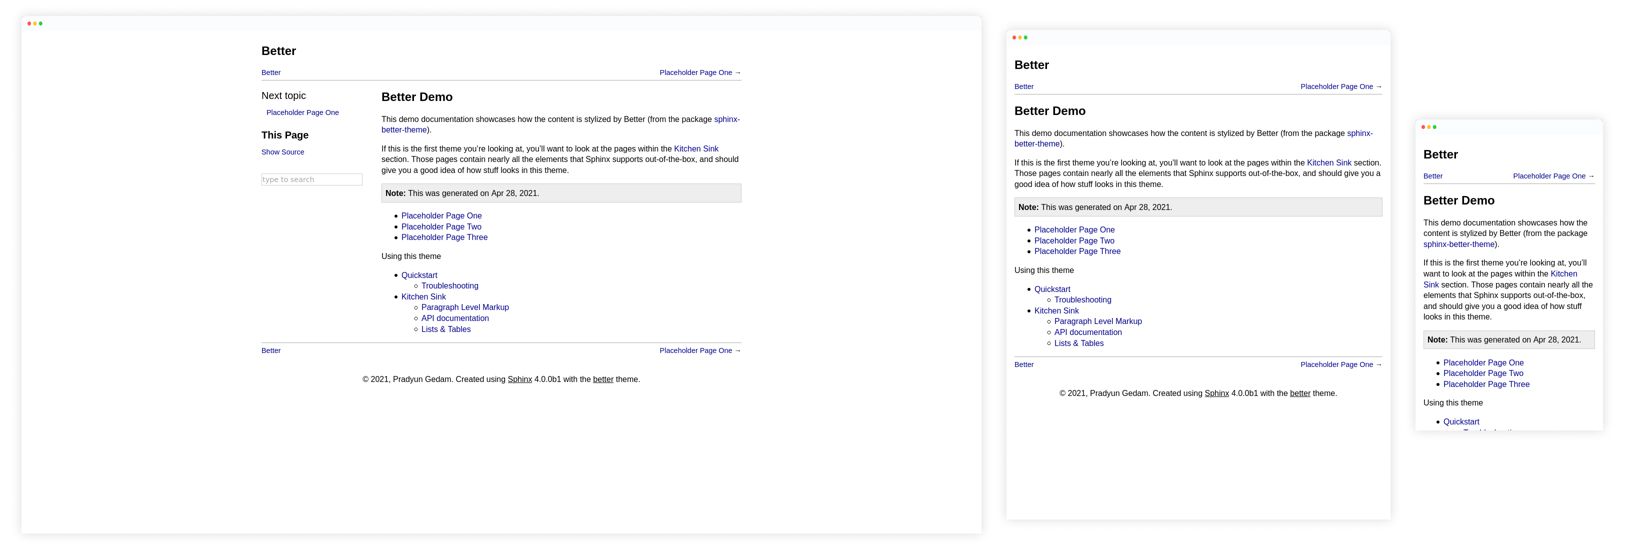 Better
Better
Placeholder Page One →
Next topic
Placeholder Page One
This Page
Show Source
type to search
Better Demo
This demo documentation showcases how the content is stylized by Better (from the package sphinx-
better-theme).
If this is the first theme you're looking at, you'll want to look at the pages within the Kitchen Sink
section. Those pages contain nearly all the elements that Sphinx supports out-of-the-box, and should
give you a good idea of how stuff looks in this theme.
Note: This was generated on Apr 28, 2021.
Placeholder Page One
Placeholder Page Two
Placeholder Page Three
Using this theme
Quickstart
Troubleshooting
Kitchen Sink
Paragraph Level Markup
API documentation
Lists & Tables
Better
Placeholder Page One →
© 2021, Pradyun Gedam. Created using Sphinx 4.0.0b1 with the better theme.
Better
Better
Placeholder Page One →
Better Demo
This demo documentation showcases how the content is stylized by Better (from the package sphinx-
better-theme).
If this is the first theme you're looking at, you'll want to look at the pages within the Kitchen Sink section.
Those pages contain nearly all the elements that Sphinx supports out-of-the-box, and should give you a
good idea of how stuff looks in this theme.
Note: This was generated on Apr 28, 2021.
Placeholder Page One
Placeholder Page Two
Placeholder Page Three
Using this theme
Quickstart
Troubleshooting
Kitchen Sink
Paragraph Level Markup
API documentation
Lists & Tables
Better
Placeholder Page One →
© 2021, Pradyun Gedam. Created using Sphinx 4.0.0b1 with the better theme.
Better
Better
Placeholder Page One →
Better Demo
This demo documentation showcases how the
content is stylized by Better (from the package
sphinx-better-theme).
If this is the first theme you're looking at, you'll
want to look at the pages within the Kitchen
Sink section. Those pages contain nearly all the
elements that Sphinx supports out-of-the-box,
and should give you a good idea of how stuff
looks in this theme.
Note: This was generated on Apr 28, 2021.
Placeholder Page One
Placeholder Page Two
Placeholder Page Three
Using this theme
Quickstart